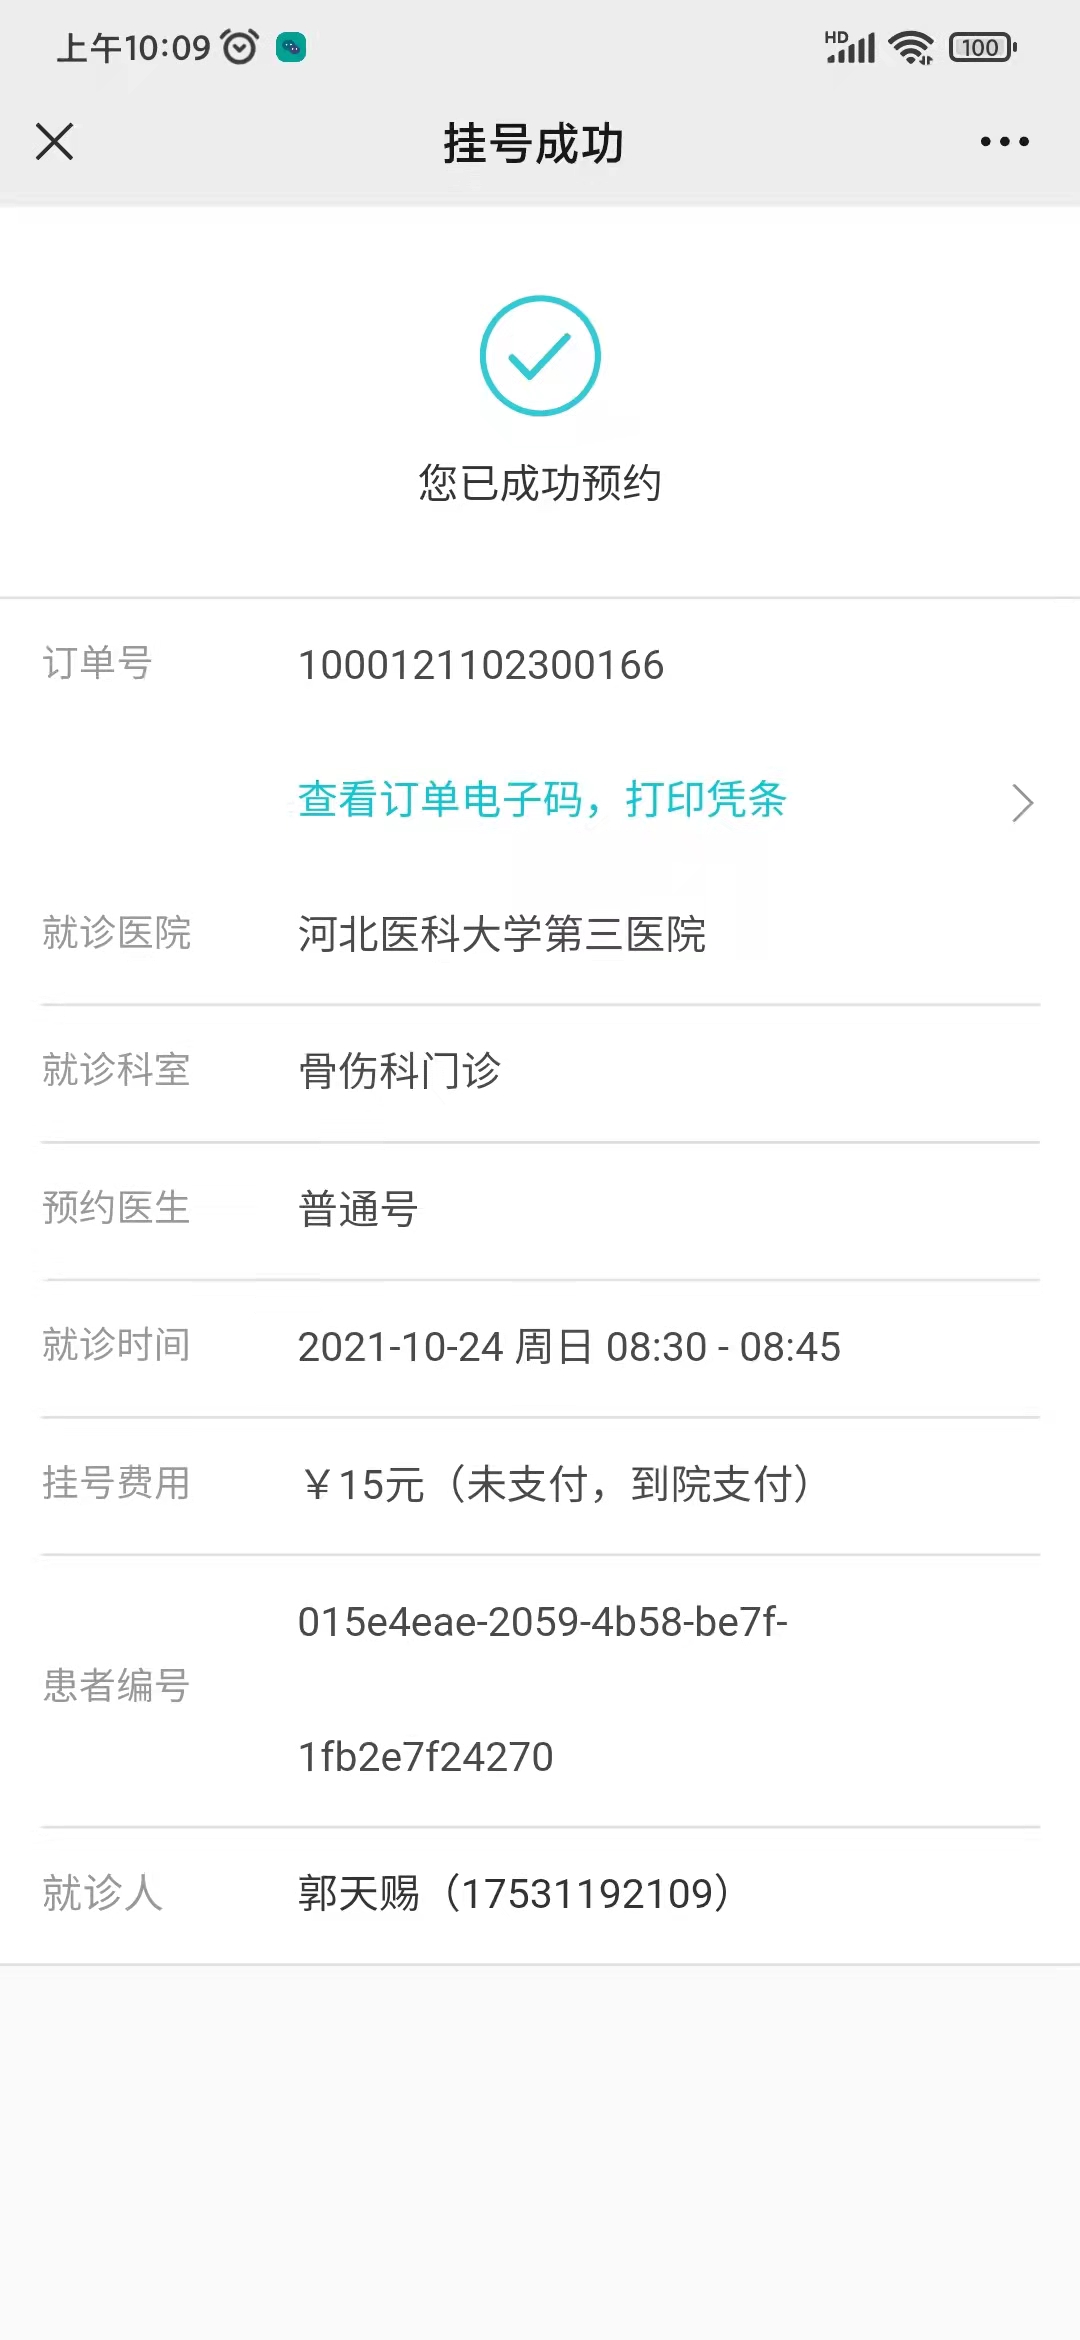 上午10:09
HD
100
挂号成功
您已成功预约
订单号 1000121102300166
查看订单电子码，打印凭条
就诊医院 河北医科大学第三医院
就诊科室 骨伤科门诊
预约医生 普通号
就诊时间 2021-10-24 周日 08:30 - 08:45
挂号费用 ￥15元（未支付，到院支付）
患者编号 015e4eae-2059-4b58-be7f-
1fb2e7f24270
就诊人 郭天赐（17531192109）